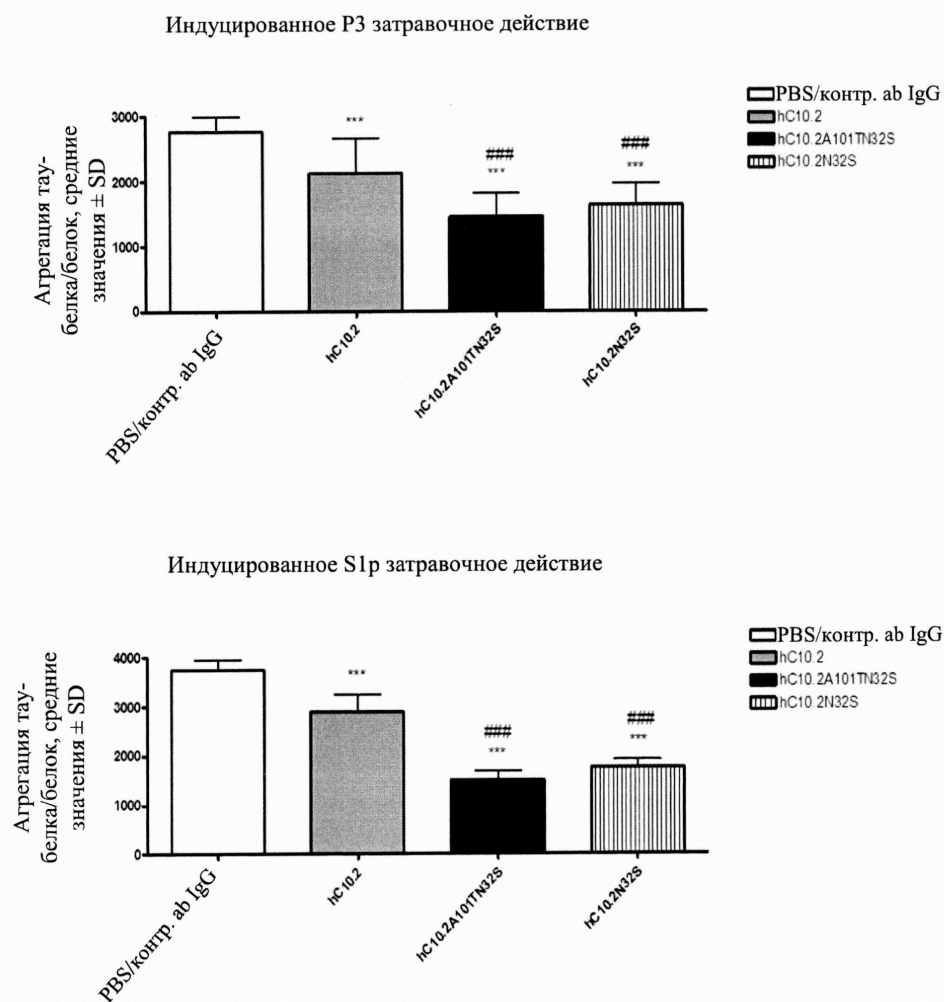 Индуцированное P3 затравочное действие
Агрегация тау-
белка/белок, средние
значения ± SD
3000
2000
1000
0
***
###
***
###
***
PBS/контр. ab IgG
hC10.2
hC10.2A101TN32S
hC10.2N32S
PBS/контр. ab IgG
hC10.2
hC10.2A101TN32S
hC10.2N32S
Индуцированное S1p затравочное действие
Агрегация тау-
белка/белок, средние
значения ± SD
4000
3000
2000
1000
0
***
###
***
###
***
PBS/контр. ab IgG
hC10.2
hC10.2A101TN32S
hC10.2N32S
PBS/контр. ab IgG
hC10.2
hC10.2A101TN32S
hC10.2N32S